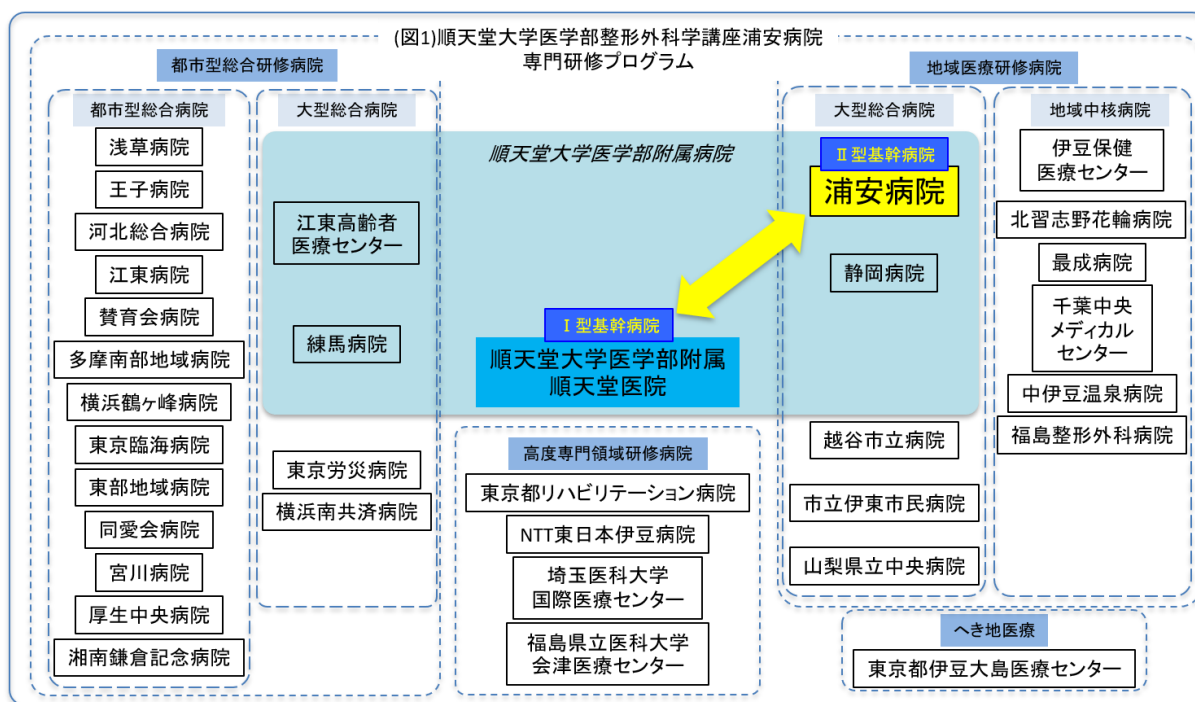 (図1)順天堂大学医学部整形外科学講座浦安病院
専門研修プログラム
都市型総合研修病院
都市型総合病院
浅草病院
王子病院
河北総合病院
江東病院
賛育会病院
多摩南部地域病院
横浜鶴ヶ峰病院
東京臨海病院
東部地域病院
同愛会病院
宮川病院
厚生中央病院
湘南鎌倉記念病院
大型総合病院
江東高齢者
医療センター
練馬病院
東京労災病院
横浜南共済病院
順天堂大学医学部附属病院
Ⅰ型基幹病院
順天堂大学医学部附属
順天堂医院
高度専門領域研修病院
東京都リハビリテーション病院
NTT東日本伊豆病院
埼玉医科大学
国際医療センター
福島県立医科大学
会津医療センター
地域医療研修病院
大型総合病院
Ⅱ型基幹病院
浦安病院
静岡病院
越谷市立病院
市立伊東市民病院
山梨県立中央病院
地域中核病院
伊豆保健
医療センター
北習志野花輪病院
最成病院
千葉中央
メディカル
センター
中伊豆温泉病院
福島整形外科病院
へき地医療
東京都伊豆大島医療センター